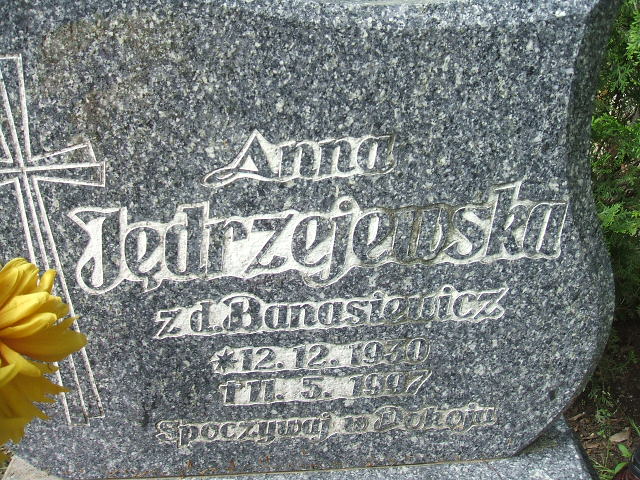 Anna
Jędrzejewska
z d. Banasiewicz
*12. 12. 1930
†11. 5. 1997
Spoczywaj w Pokoju